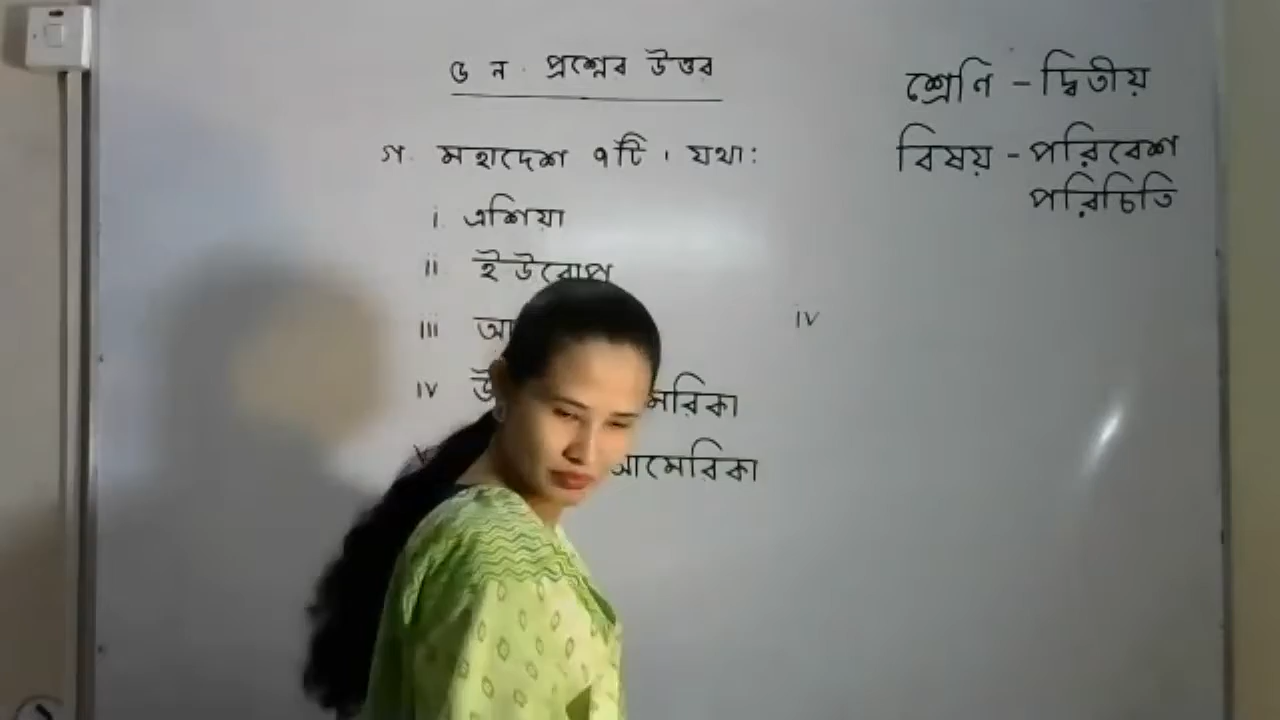 ৬ ন. প্রশ্নের উত্তর
গ. মহাদেশ ৭টি। যথা:
i. এশিয়া
ii ইউরোপ
iii
iv মেরিকা
v আমেরিকা
iv
শ্রেনি - দ্বিতীয়
বিষয় - পরিবেশ
পরিচিতি